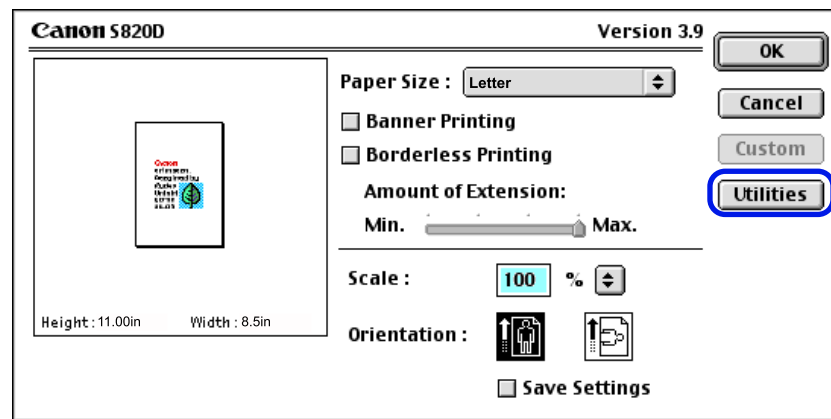 Canon S820D
Version 3.9
OK
Paper Size : Letter
Cancel
Banner Printing
Custom
Borderless Printing
Utilities
Amount of Extension:
Min. Max.
Canon
Scale : 100 %
Height : 11.00in Width : 8.5in
Orientation :
Save Settings